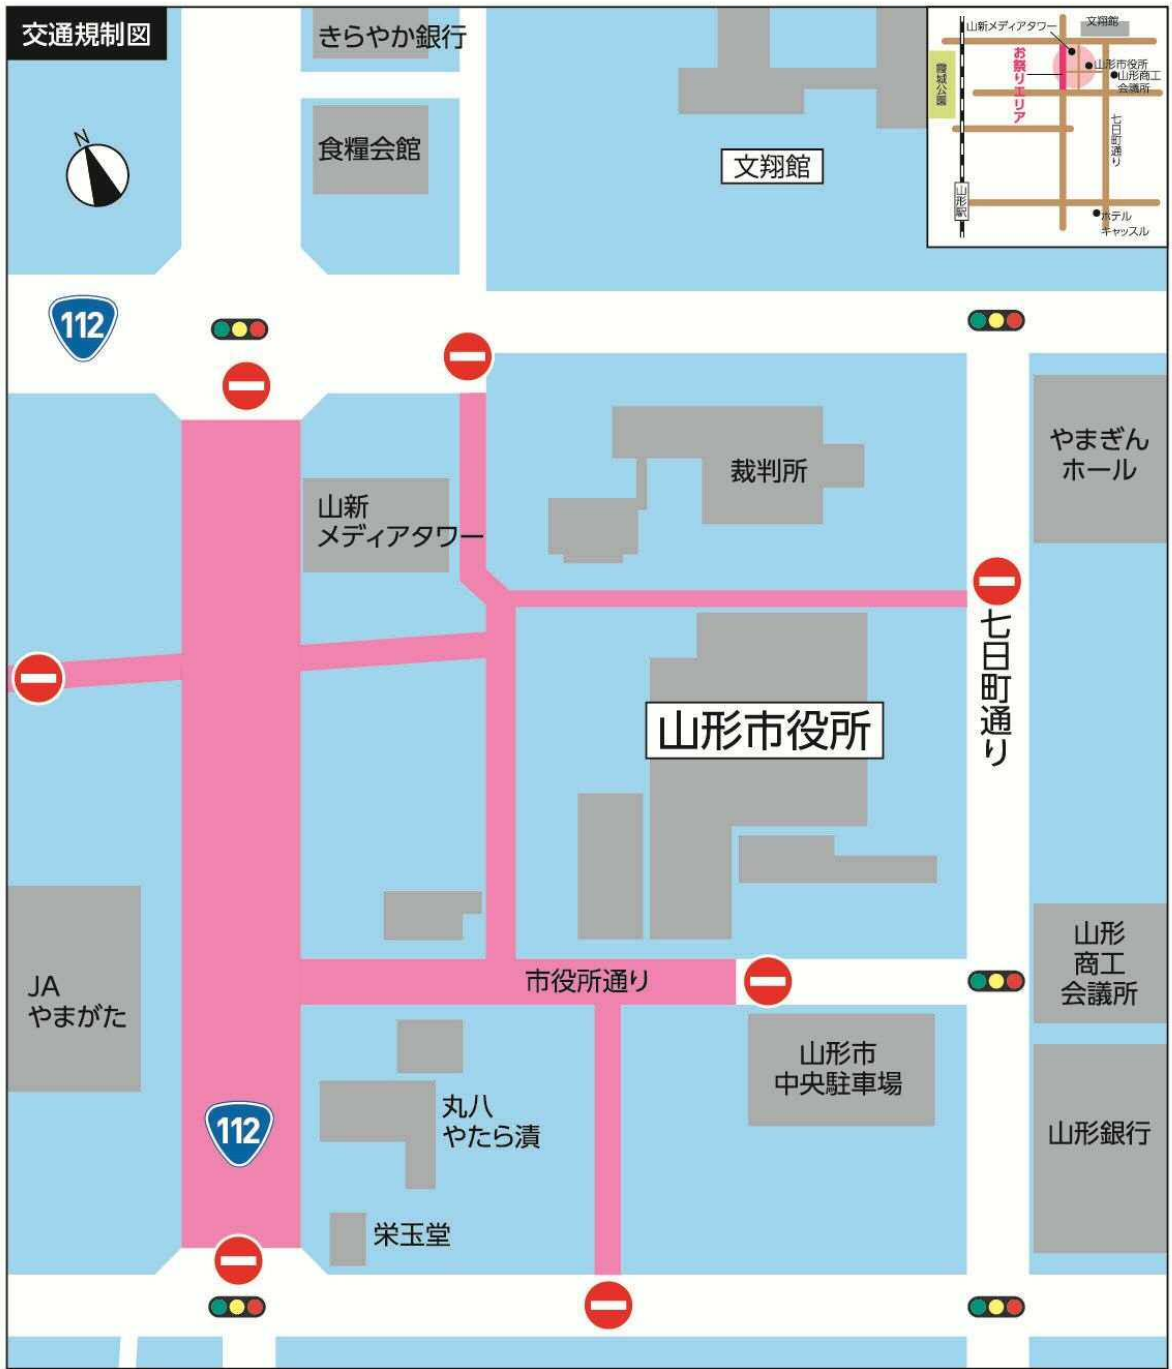 交通規制図
きらやか銀行
食糧会館
N
文翔館
山新メディアタワー
文翔館
お祭りエリア
山形市役所
山形商工
会議所
霞城公園
七日町通り
山形駅
ホテル
キャッスル
112
山新
メディアタワー
裁判所
やまぎん
ホール
七日町通り
山形市役所
市役所通り
JA
やまがた
山形
商工
会議所
山形市
中央駐車場
112
丸八
やたら漬
山形銀行
栄玉堂